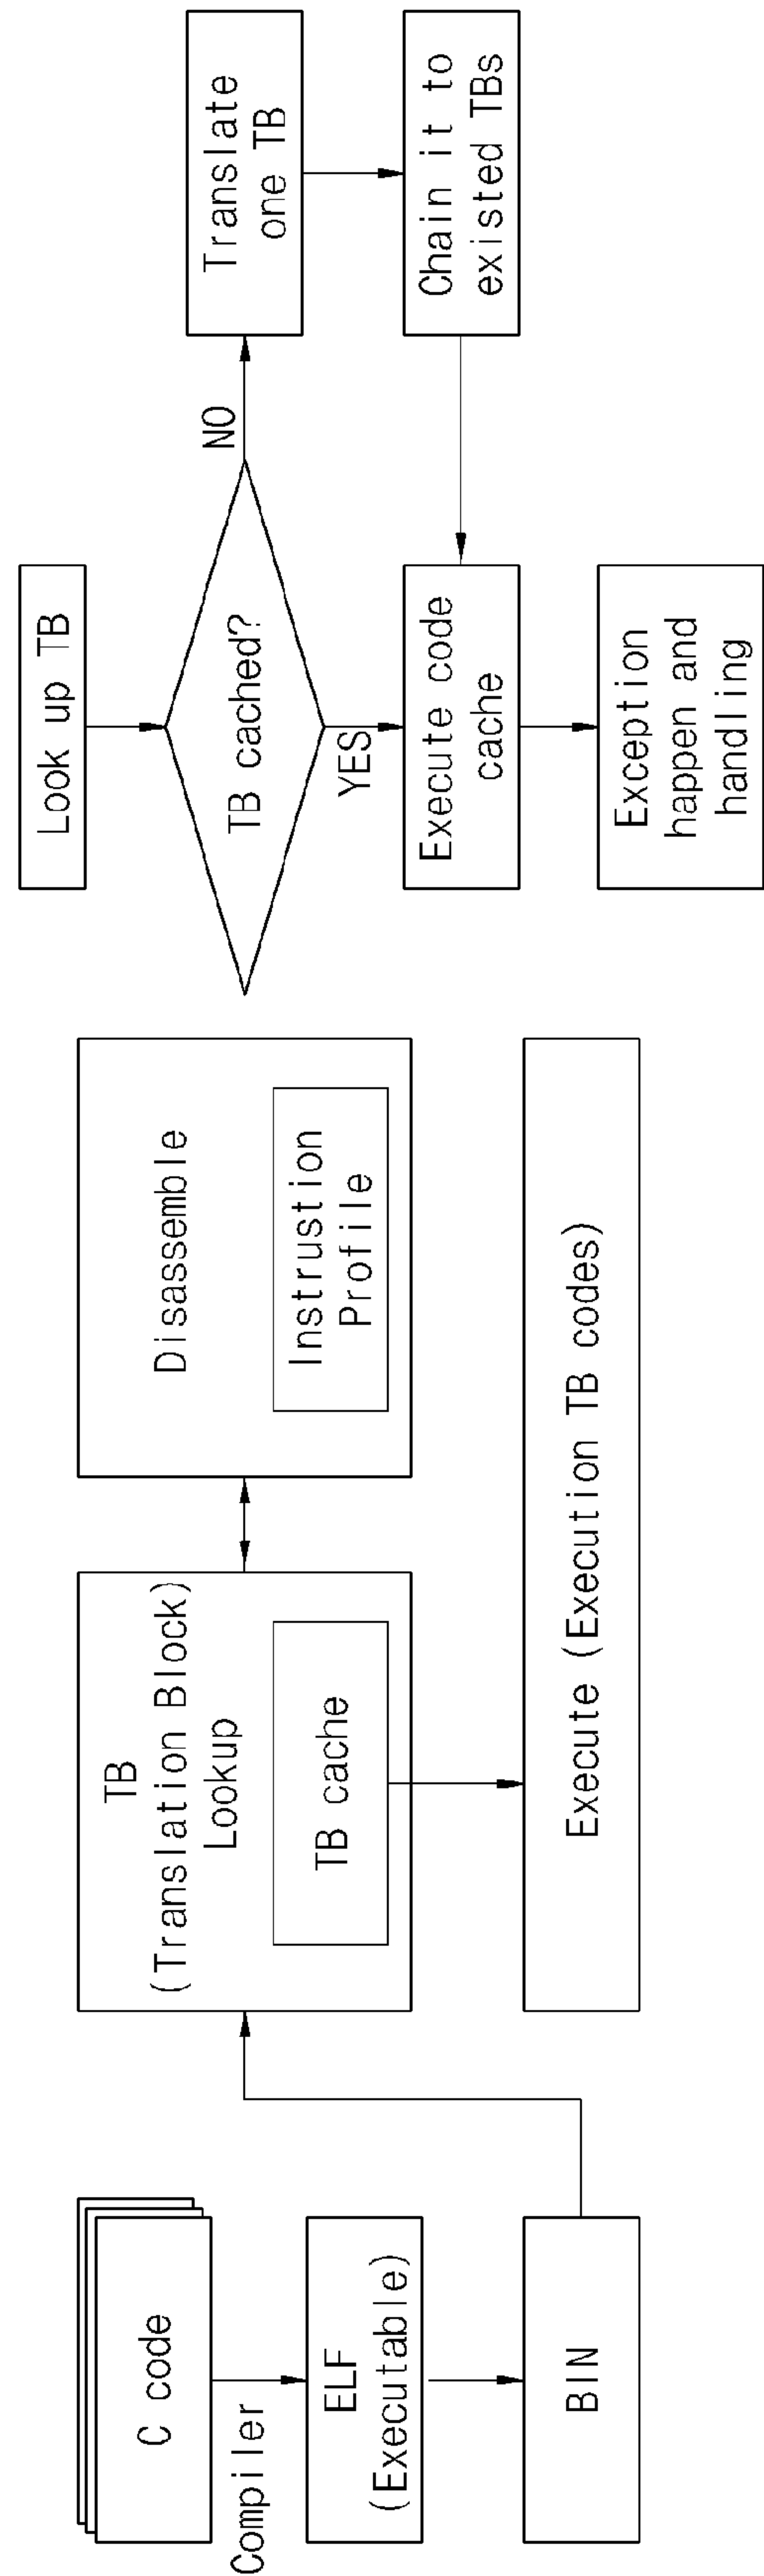 C code
Compiler
ELF
(Executable)
BIN
TB
(Translation Block)
Lookup
TB cache
Disassemble
Instrustion
Profile
Execute (Execution TB codes)
Look up TB
TB cached?
NO
YES
Translate
one TB
Chain it to
existed TBs
Execute code
cache
Exception
happen and
handling